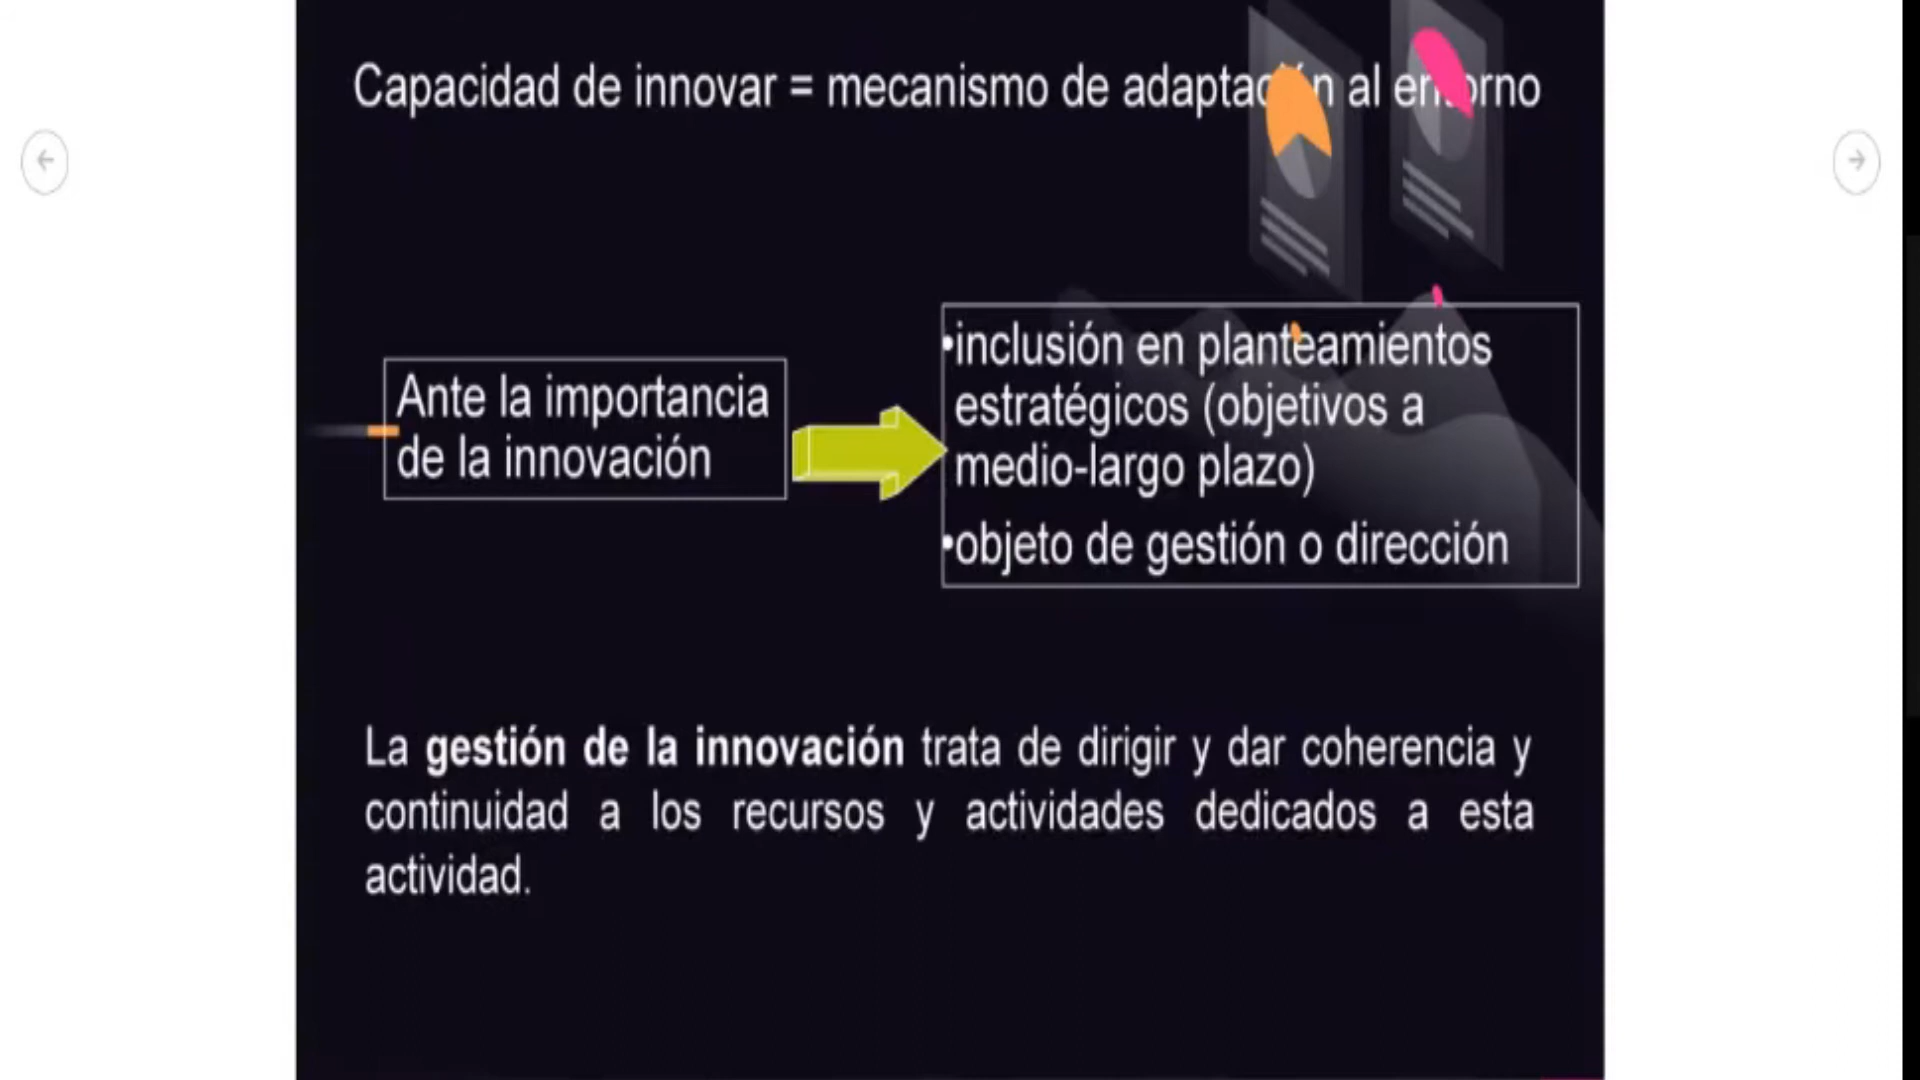 Capacidad de innovar = mecanismo de adaptación al entorno
Ante la importancia
de la innovación
•inclusión en planteamientos
estratégicos (objetivos a
medio-largo plazo)
•objeto de gestión o dirección
La gestión de la innovación trata de dirigir y dar coherencia y
continuidad a los recursos y actividades dedicados a esta
actividad.